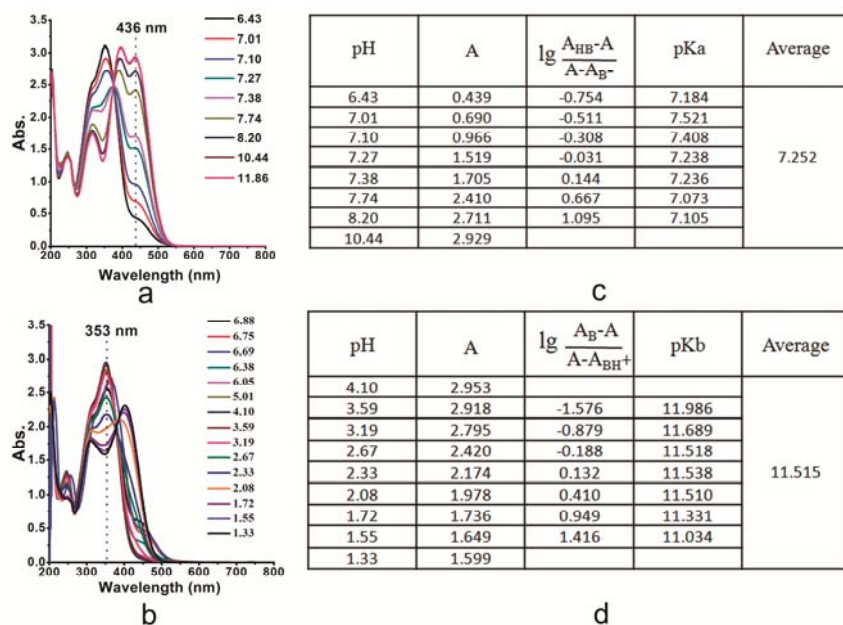 436 nm
3.5
3.0
2.5
2.0
1.5
1.0
0.5
0.0
Abs.
200 300 400 500 600 700 800
Wavelength (nm)
6.43
7.01
7.10
7.27
7.38
7.74
8.20
10.44
11.86
a
pH A lg A_HB-A / A-A_B- pKa Average
6.43 0.439 -0.754 7.184
7.01 0.690 -0.511 7.521
7.10 0.966 -0.308 7.408
7.27 1.519 -0.031 7.238
7.38 1.705 0.144 7.236
7.74 2.410 0.667 7.073
8.20 2.711 1.095 7.105
10.44 2.929
7.252
c
353 nm
3.5
3.0
2.5
2.0
1.5
1.0
0.5
0.0
Abs.
200 300 400 500 600 700 800
Wavelength (nm)
6.88
6.75
6.69
6.38
6.05
5.01
4.10
3.59
3.19
2.67
2.33
2.08
1.72
1.55
1.33
b
pH A lg A_B-A / A-A_BH+ pKb Average
4.10 2.953
3.59 2.918 -1.576 11.986
3.19 2.795 -0.879 11.689
2.67 2.420 -0.188 11.518
2.33 2.174 0.132 11.538
2.08 1.978 0.410 11.510
1.72 1.736 0.949 11.331
1.55 1.649 1.416 11.034
1.33 1.599
11.515
d